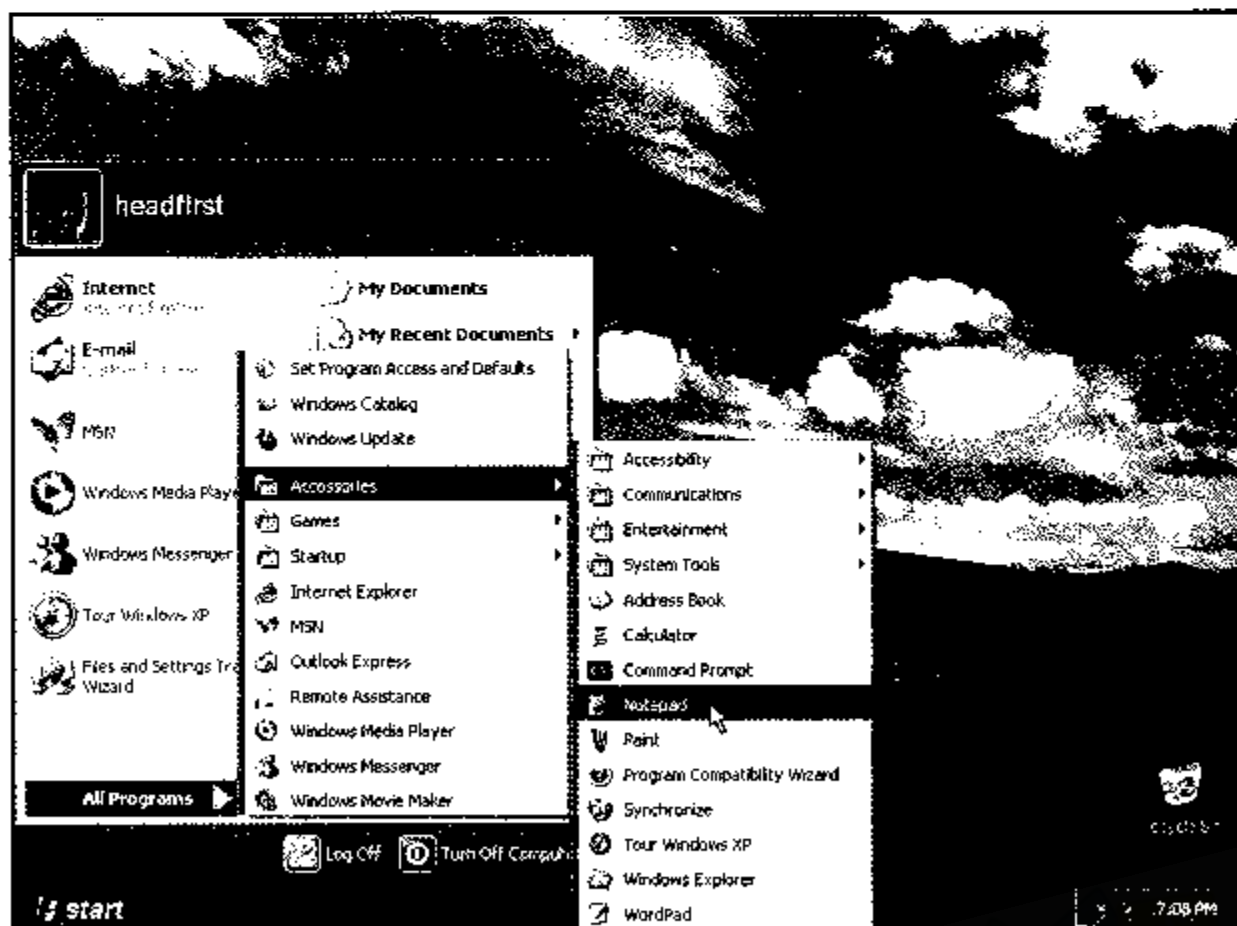 headfirst
Internet
My Documents
E-mail
My Recent Documents
Set Program Access and Defaults
Windows Catalog
MSN
Windows Update
Windows Media Playe
Accessories
Games
Windows Messenger
Startup
Internet Explorer
Tour Windows XP
MSN
Outlook Express
Files and Settings Tra
Wizard
Remote Assistance
Windows Media Player
Windows Messenger
All Programs
Windows Movie Maker
Accessibility
Communications
Entertainment
System Tools
Address Book
Calculator
Command Prompt
Notepad
Paint
Program Compatibility Wizard
Synchronize
Tour Windows XP
Windows Explorer
WordPad
Log Off
Turn Off Compu
start
7:08 PM